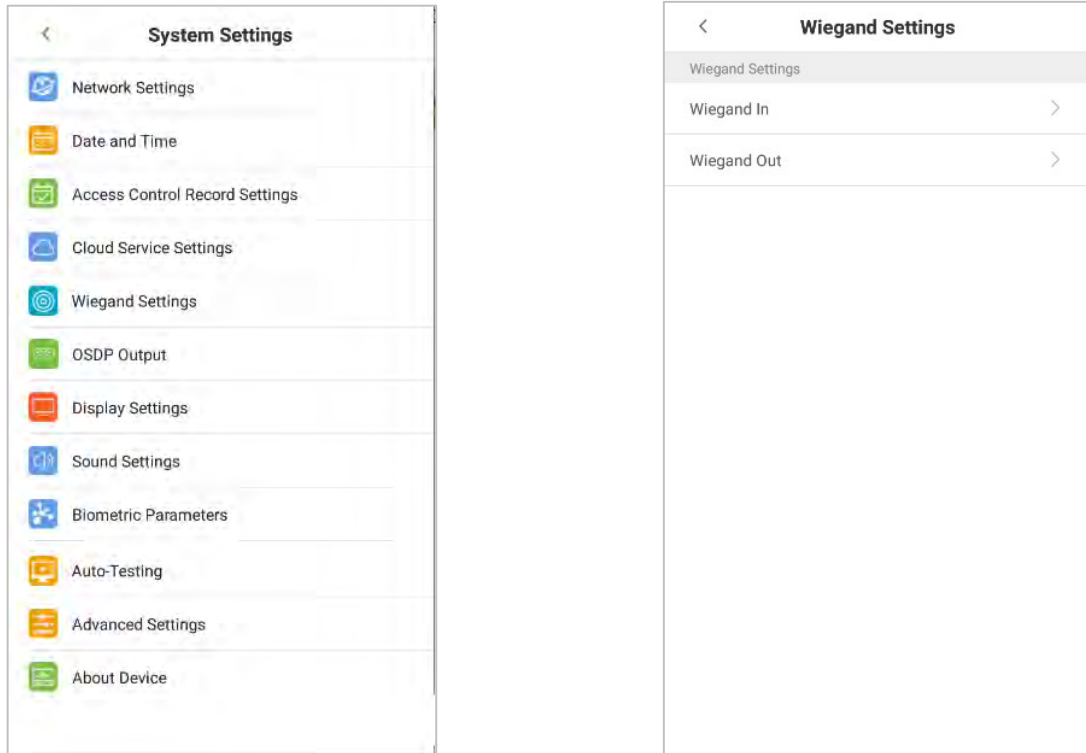 System Settings
Network Settings
Date and Time
Access Control Record Settings
Cloud Service Settings
Wiegand Settings
OSDP Output
Display Settings
Sound Settings
Biometric Parameters
Auto-Testing
Advanced Settings
About Device
Wiegand Settings
Wiegand Settings
Wiegand In
Wiegand Out